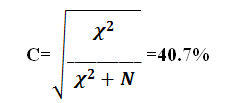 C= √(χ² / (χ² + N)) =40.7%